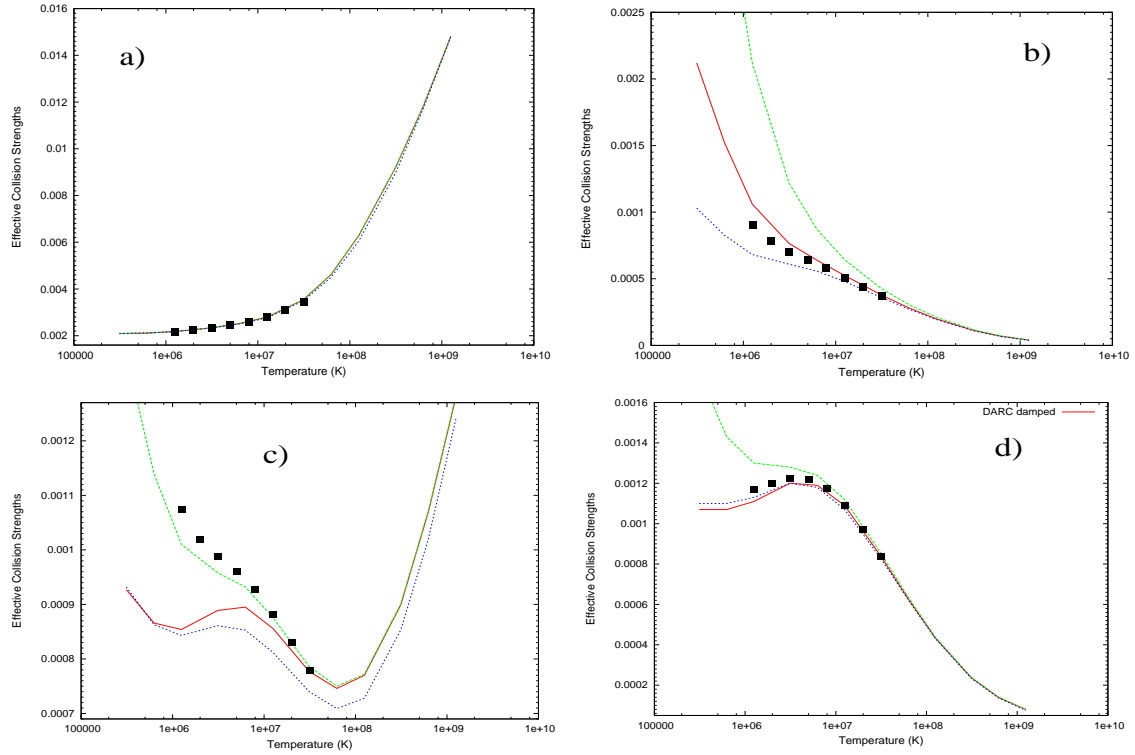 0.016
0.014
0.012
0.01
0.008
0.006
0.004
0.002
100000
1e+06
1e+07
1e+08
1e+09
1e+10
Effective Collision Strengths
Temperature (K)
a)
0.0025
0.002
0.0015
0.001
0.0005
0
100000
1e+06
1e+07
1e+08
1e+09
1e+10
Effective Collision Strengths
Temperature (K)
b)
0.0012
0.0011
0.001
0.0009
0.0008
0.0007
100000
1e+06
1e+07
1e+08
1e+09
1e+10
Effective Collision Strengths
Temperature (K)
c)
0.0016
0.0014
0.0012
0.001
0.0008
0.0006
0.0004
0.0002
100000
1e+06
1e+07
1e+08
1e+09
1e+10
Effective Collision Strengths
Temperature (K)
DARC damped
d)